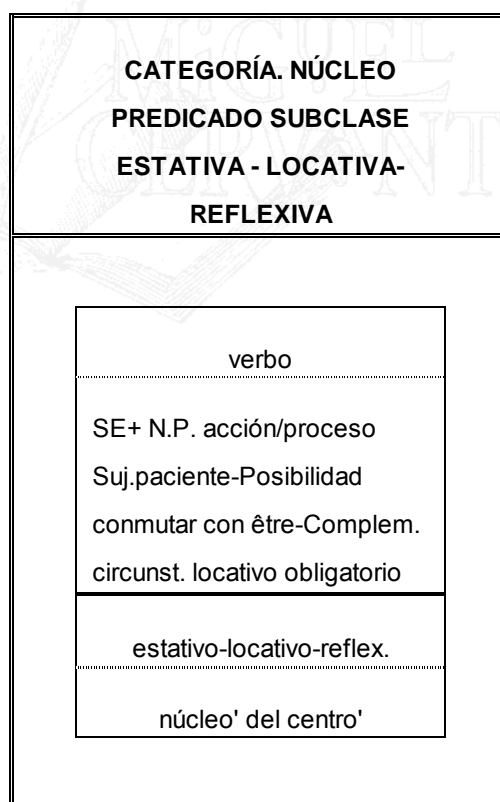 CATEGORÍA. NÚCLEO
PREDICADO SUBCLASE
ESTATIVA - LOCATIVA-
REFLEXIVA
verbo
SE+ N.P. acción/proceso
Suj.paciente-Posibilidad
conmutar con être-Complem.
circunst. locativo obligatorio
estativo-locativo-reflex.
núcleo' del centro'